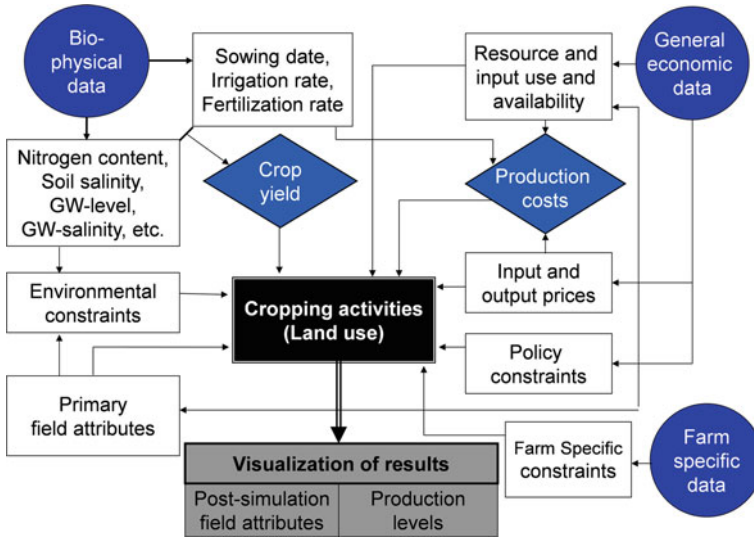 Bio-
physical
data
Sowing date,
Irrigation rate,
Fertilization rate
Resource and
input use and
availability
General
economic
data
Nitrogen content,
Soil salinity,
GW-level,
GW-salinity, etc.
Crop
yield
Production
costs
Environmental
constraints
Cropping activities
(Land use)
Input and
output prices
Policy
constraints
Primary
field attributes
Farm Specific
constraints
Farm
specific
data
Visualization of results
Post-simulation
field attributes
Production
levels